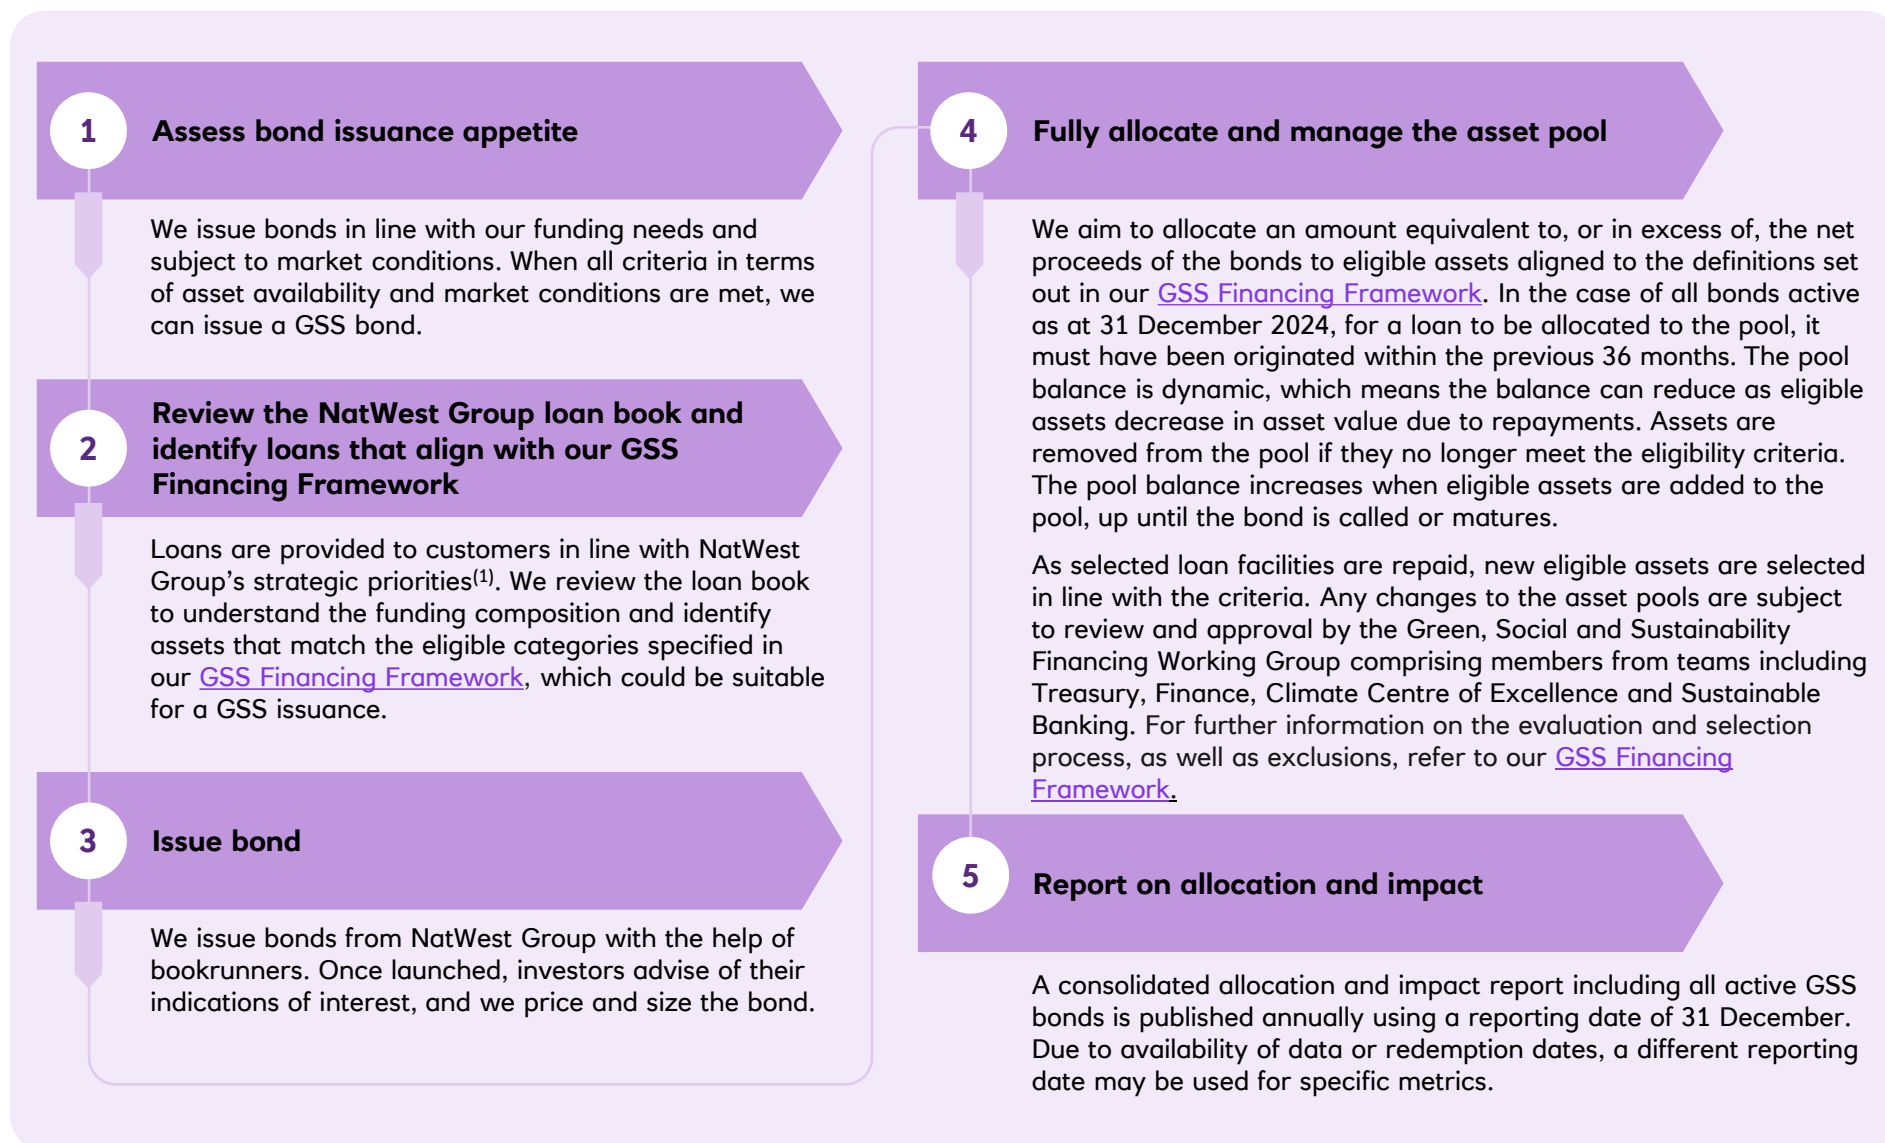 1
Assess bond issuance appetite
We issue bonds in line with our funding needs and
subject to market conditions. When all criteria in terms
of asset availability and market conditions are met, we
can issue a GSS bond.
2
Review the NatWest Group loan book and
identify loans that align with our GSS
Financing Framework
Loans are provided to customers in line with NatWest
Group’s strategic priorities(1). We review the loan book
to understand the funding composition and identify
assets that match the eligible categories specified in
our GSS Financing Framework, which could be suitable
for a GSS issuance.
3
Issue bond
We issue bonds from NatWest Group with the help of
bookrunners. Once launched, investors advise of their
indications of interest, and we price and size the bond.
4
Fully allocate and manage the asset pool
We aim to allocate an amount equivalent to, or in excess of, the net
proceeds of the bonds to eligible assets aligned to the definitions set
out in our GSS Financing Framework. In the case of all bonds active
as at 31 December 2024, for a loan to be allocated to the pool, it
must have been originated within the previous 36 months. The pool
balance is dynamic, which means the balance can reduce as eligible
assets decrease in asset value due to repayments. Assets are
removed from the pool if they no longer meet the eligibility criteria.
The pool balance increases when eligible assets are added to the
pool, up until the bond is called or matures.
As selected loan facilities are repaid, new eligible assets are selected
in line with the criteria. Any changes to the asset pools are subject
to review and approval by the Green, Social and Sustainability
Financing Working Group comprising members from teams including
Treasury, Finance, Climate Centre of Excellence and Sustainable
Banking. For further information on the evaluation and selection
process, as well as exclusions, refer to our GSS Financing
Framework.
5
Report on allocation and impact
A consolidated allocation and impact report including all active GSS
bonds is published annually using a reporting date of 31 December.
Due to availability of data or redemption dates, a different reporting
date may be used for specific metrics.